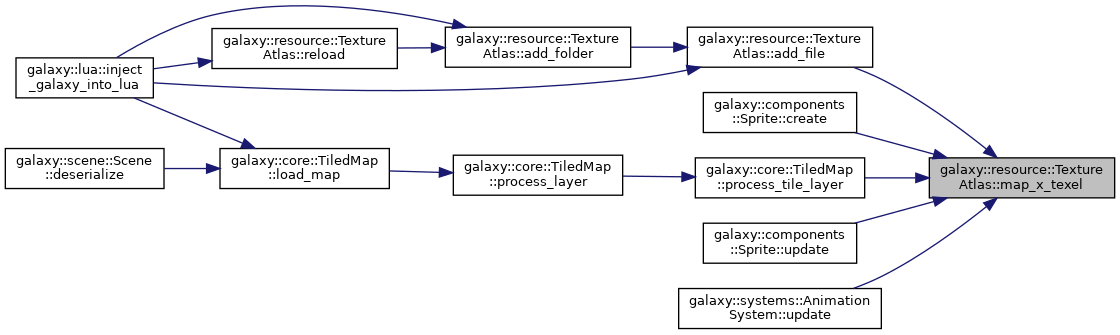 galaxy::resource::Texture
Atlas::reload
galaxy::resource::Texture
Atlas::add_folder
galaxy::resource::Texture
Atlas::add_file
galaxy::lua::inject
_galaxy_into_lua
galaxy::components
::Sprite::create
galaxy::scene::Scene
::deserialize
galaxy::core::TiledMap
::load_map
galaxy::core::TiledMap
::process_layer
galaxy::core::TiledMap
::process_tile_layer
galaxy::resource::Texture
Atlas::map_x_texel
galaxy::components
::Sprite::update
galaxy::systems::Animation
System::update